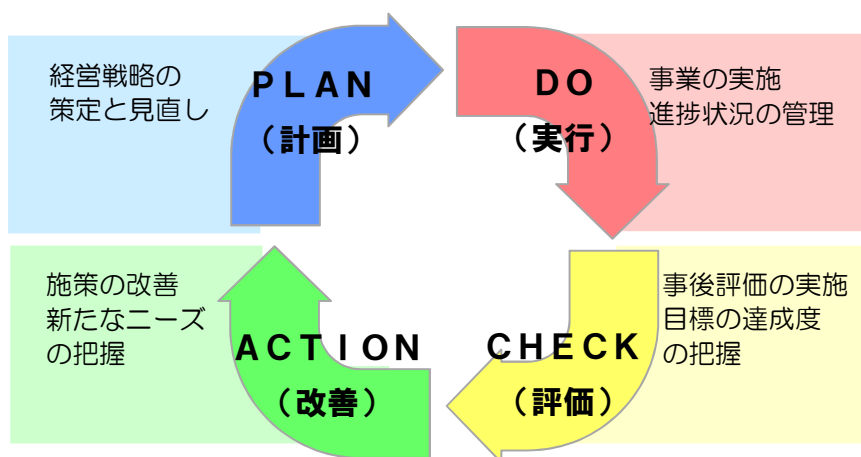 経営戦略の
策定と見直し
ＰＬＡＮ
（計画）
ＤＯ
（実行）
事業の実施
進捗状況の管理
施策の改善
新たなニーズ
の把握
ＡＣＴＩＯＮ
（改善）
ＣＨＥＣＫ
（評価）
事後評価の実施
目標の達成度
の把握